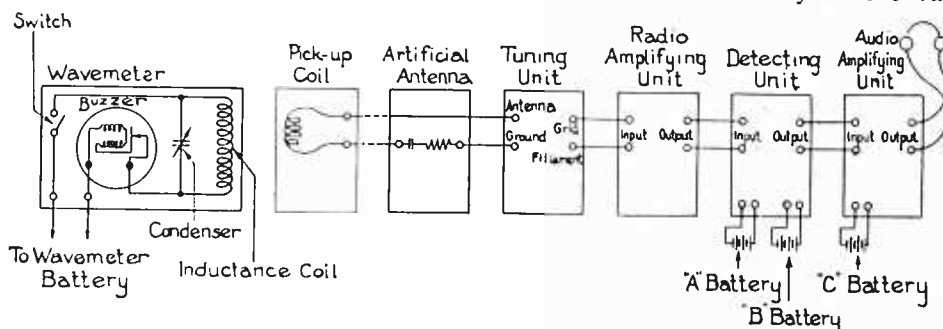 Switch
Wavemeter
Buzzer
Condenser
To Wavemeter
Battery
Inductance Coil
Pick-up
Coil
Artificial
Antenna
Tuning
Unit
Antenna
Ground
Filament
Radio
Amplifying
Unit
Input Output
Detecting
Unit
Input Output
Audio
Amplifying
Unit
Input Output
"A" Battery
"B" Battery
"C" Battery